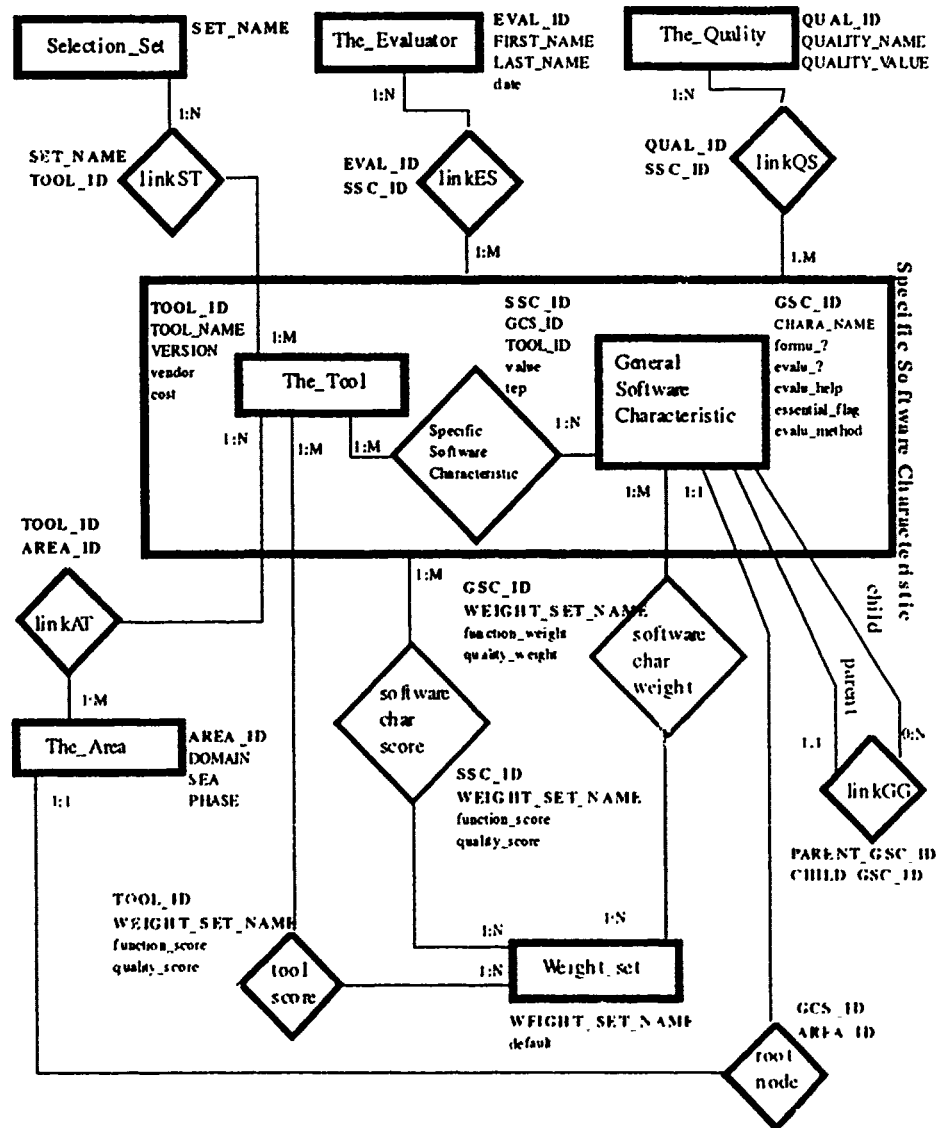 Selection_Set
SET_NAME
The_Evaluator
EVAL_ID
FIRST_NAME
LAST_NAME
date
The_Quality
QUAL_ID
QUALITY_NAME
QUALITY_VALUE
1:N
1:N
1:N
SET_NAME
TOOL_ID
linkST
EVAL_ID
SSC_ID
linkES
QUAL_ID
SSC_ID
linkQS
1:M
1.M
Specific Software Characteristic
TOOL_ID
TOOL_NAME
VERSION
vendor
cost
1:M
The_Tool
SSC_ID
GCS_ID
TOOL_ID
value
tep
General
Software
Characteristic
GSC_ID
CHARA_NAME
formu_?
evalu_?
evalu_help
essential_flag
evalu_method
1:N
1:M
1:M
Specific
Software
Characteristic
1:N
1:M
1:1
TOOL_ID
AREA_ID
linkAT
1:M
1:M
GSC_ID
WEIGHT_SET_NAME
function_weight
quality_weight
software
char
weight
child
parent
The_Area
AREA_ID
DOMAIN
SEA
PHASE
1:1
software
char
score
SSC_ID
WEIGHT_SET_NAME
function_score
quality_score
1.1
0:N
linkGG
PARENT_GSC_ID
CHILD_GSC_ID
TOOL_ID
WEIGHT_SET_NAME
function_score
quality_score
tool
score
1:N
1:N
1:N
Weight_set
WEIGHT_SET_NAME
default
GCS_ID
AREA_ID
root
node